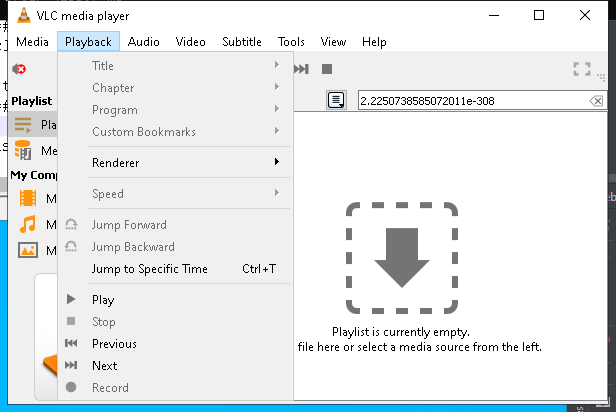 VLC media player
Media Playback Audio Video Subtitle Tools View Help
Title
Chapter
Program
Custom Bookmarks
Renderer
Speed
Jump Forward
Jump Backward
Jump to Specific Time Ctrl+T
Play
Stop
Previous
Next
Record
Playlist
2.2250738585072011e-308
Pla
Me
My Comp
M
M
M
Playlist is currently empty.
file here or select a media source from the left.